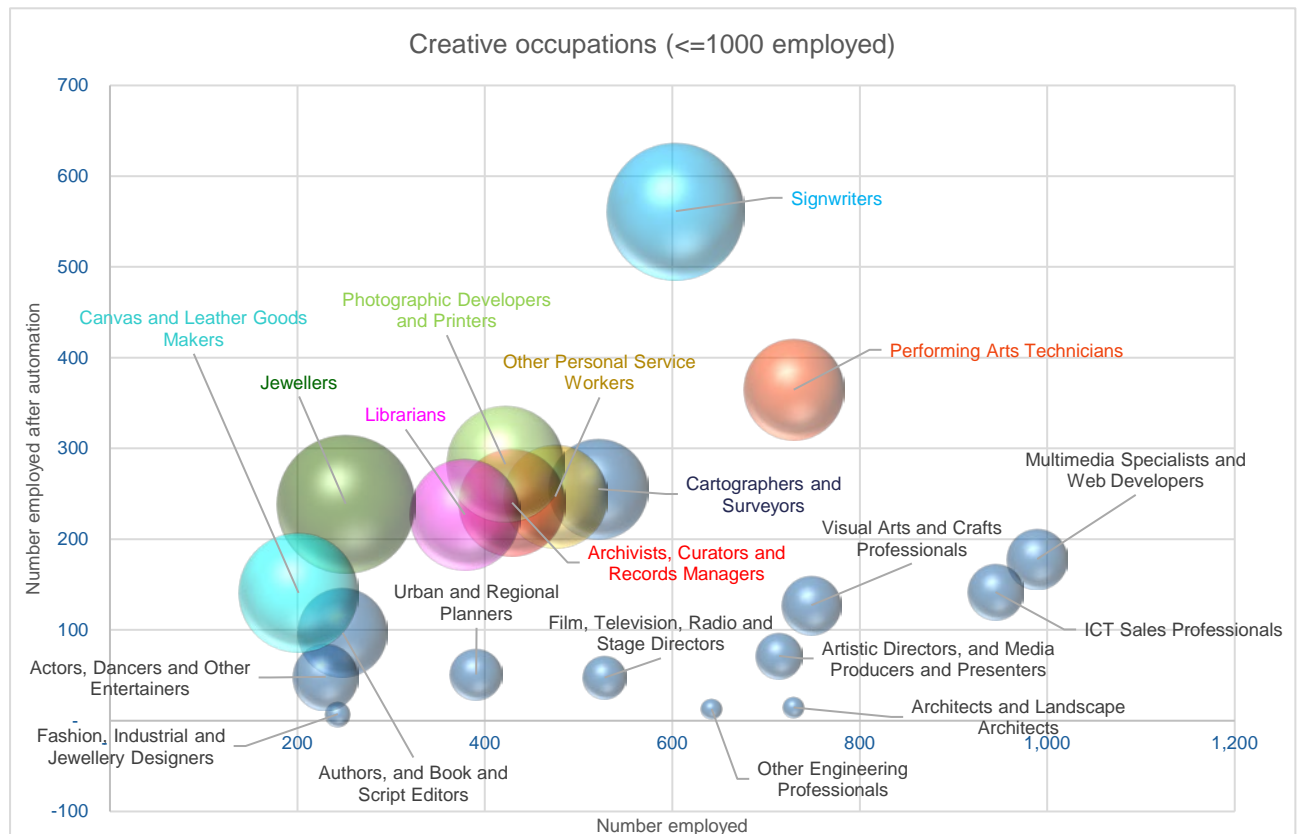 Creative occupations (<=1000 employed)
700
600
500
400
300
200
100
-
-100
Number employed after automation
-
200
400
600
800
1,000
1,200
Number employed
Signwriters
Photographic Developers
and Printers
Canvas and Leather Goods
Makers
Performing Arts Technicians
Other Personal Service
Workers
Jewellers
Librarians
Multimedia Specialists and
Web Developers
Cartographers and
Surveyors
Visual Arts and Crafts
Professionals
Archivists, Curators and
Records Managers
Urban and Regional
Planners
Film, Television, Radio and
Stage Directors
ICT Sales Professionals
Artistic Directors, and Media
Producers and Presenters
Actors, Dancers and Other
Entertainers
Architects and Landscape
Architects
Fashion, Industrial and
Jewellery Designers
Authors, and Book and
Script Editors
Other Engineering
Professionals